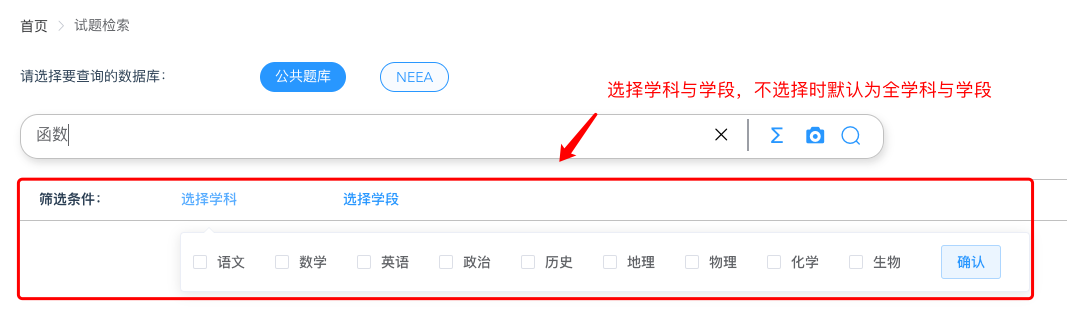 首页 > 试题检索
请选择要查询的数据库： 公共题库 NEEA
选择学科与学段，不选择时默认为全学科与学段
函数
筛选条件： 选择学科 选择学段
语文 数学 英语 政治 历史 地理 物理 化学 生物 确认